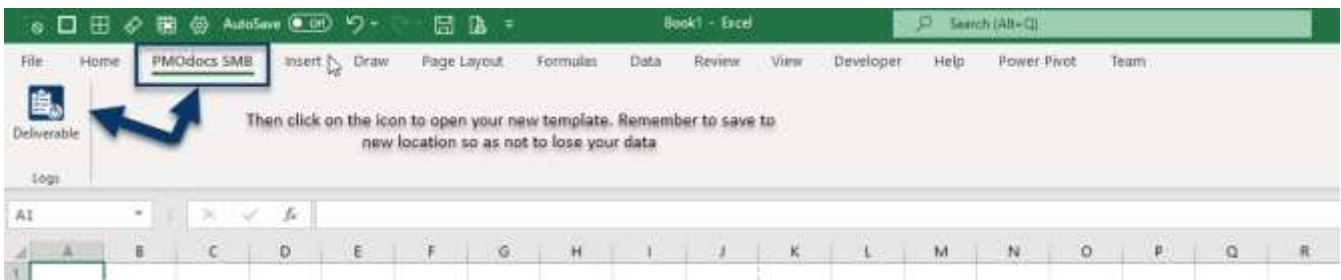 AutoSave Off Book1 - Excel Search (Alt+Q)
File Home PMOdocs SMB Insert Draw Page Layout Formulas Data Review View Developer Help Power Pivot Team
Deliverable
Then click on the icon to open your new template. Remember to save to
new location so as not to lose your data
Logs
A1 fx
A B C D E F G H I J K L M N O P Q R
1